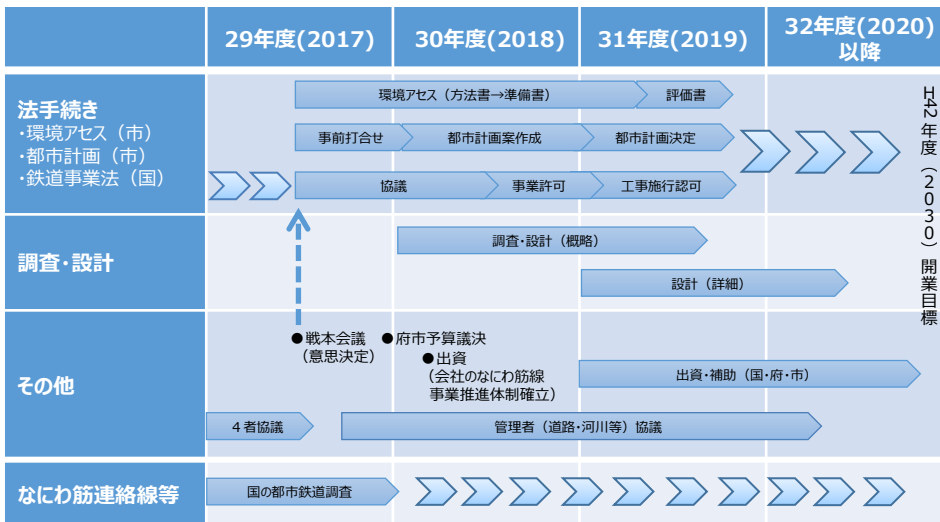 29年度(2017)
30年度(2018)
31年度(2019)
32年度(2020)
以降
法手続き
・環境アセス（市）
・都市計画（市）
・鉄道事業法（国）
環境アセス（方法書→準備書）
評価書
事前打合せ
都市計画案作成
都市計画決定
協議
事業許可
工事施行認可
H42年度（2030）開業目標
調査・設計
調査・設計（概略）
設計（詳細）
その他
●戦本会議
（意思決定）
●府市予算議決
●出資
（会社のなにわ筋線
事業推進体制確立）
出資・補助（国・府・市）
４者協議
管理者（道路・河川等）協議
なにわ筋連絡線等
国の都市鉄道調査